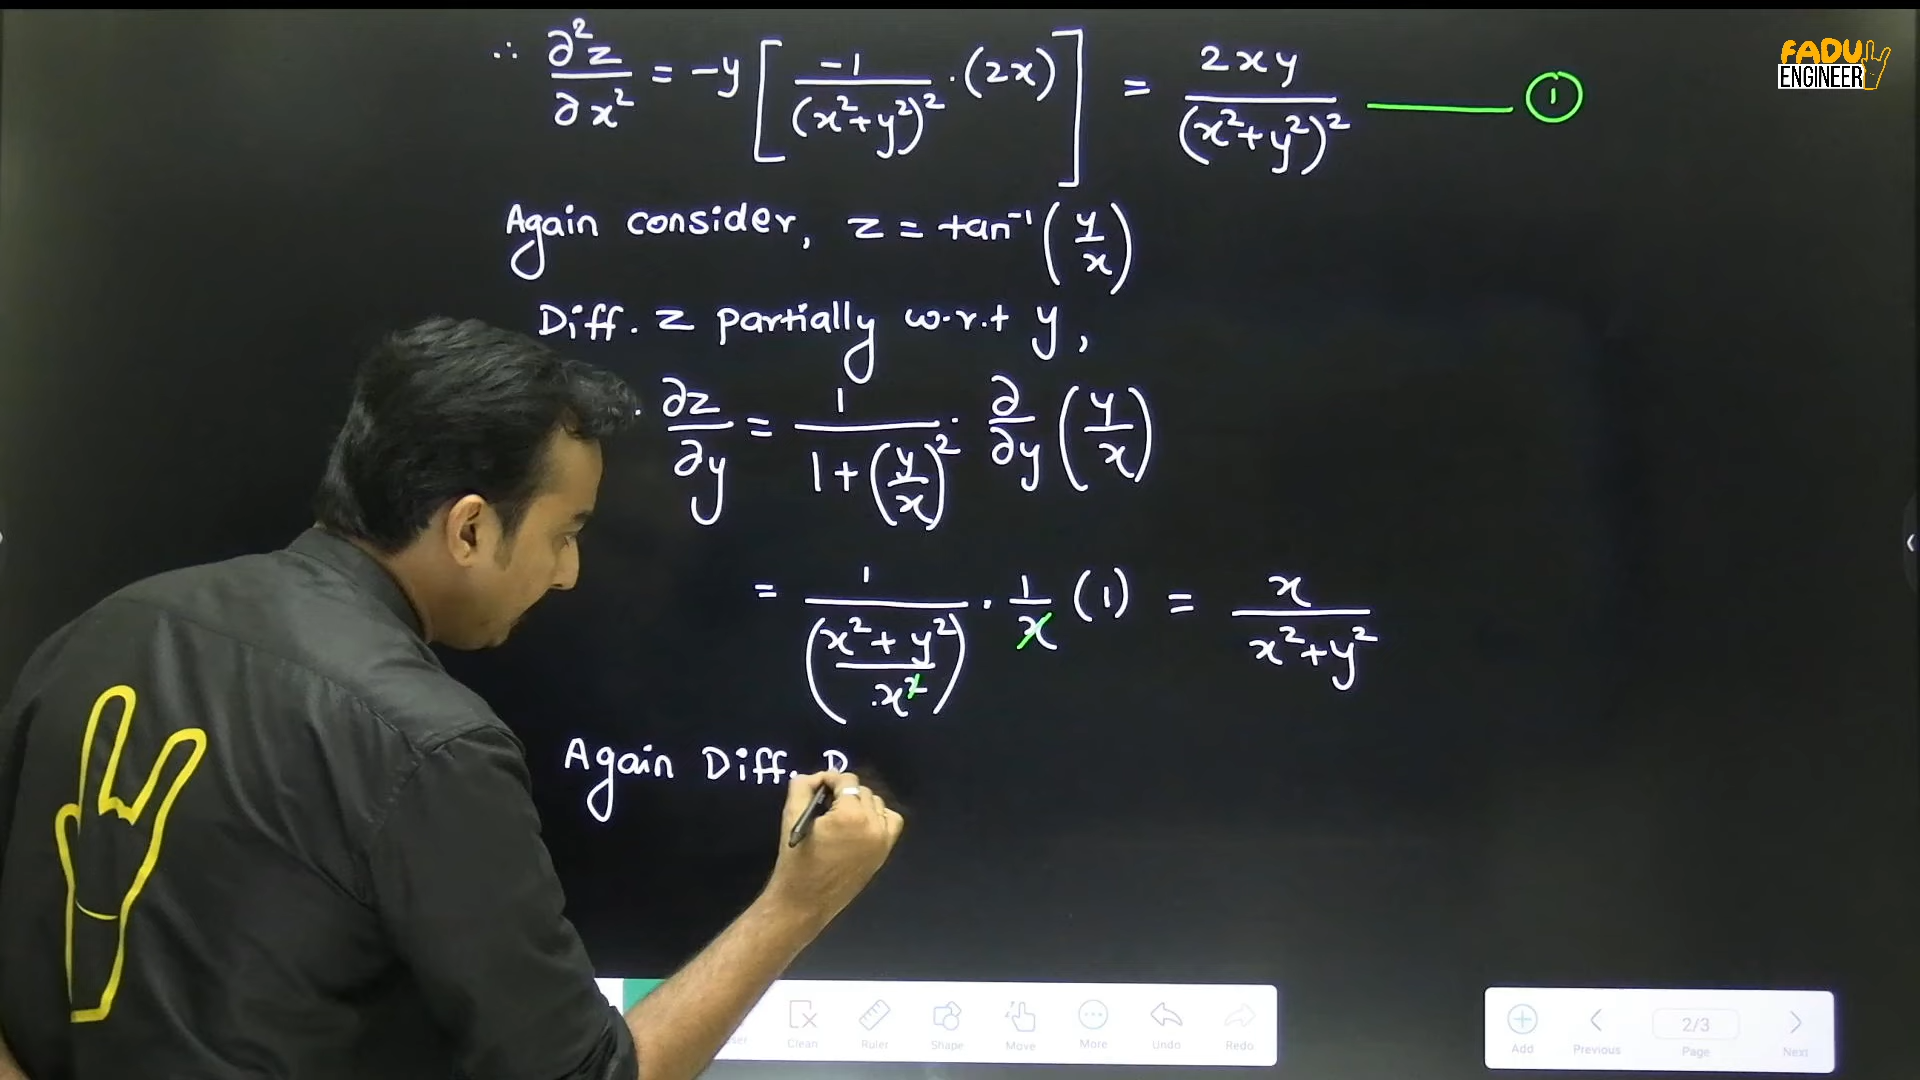 ∴ ∂²z/∂x² = -y [ -1/(x²+y²)² · (2x) ] = 2xy/(x²+y²)² ——— ①
FADU
ENGINEER
Again consider, z = tan⁻¹ (y/x)
Diff. z partially w.r.t y,
∂z/∂y = 1/(1+(y/x)²) · ∂/∂y (y/x)
= 1/((x²+y²)/x²) · 1/x (1) = x/(x²+y²)
Again Diff. P
Clean Ruler Shape Move More Undo Redo
Add Previous 2/3 Page Next